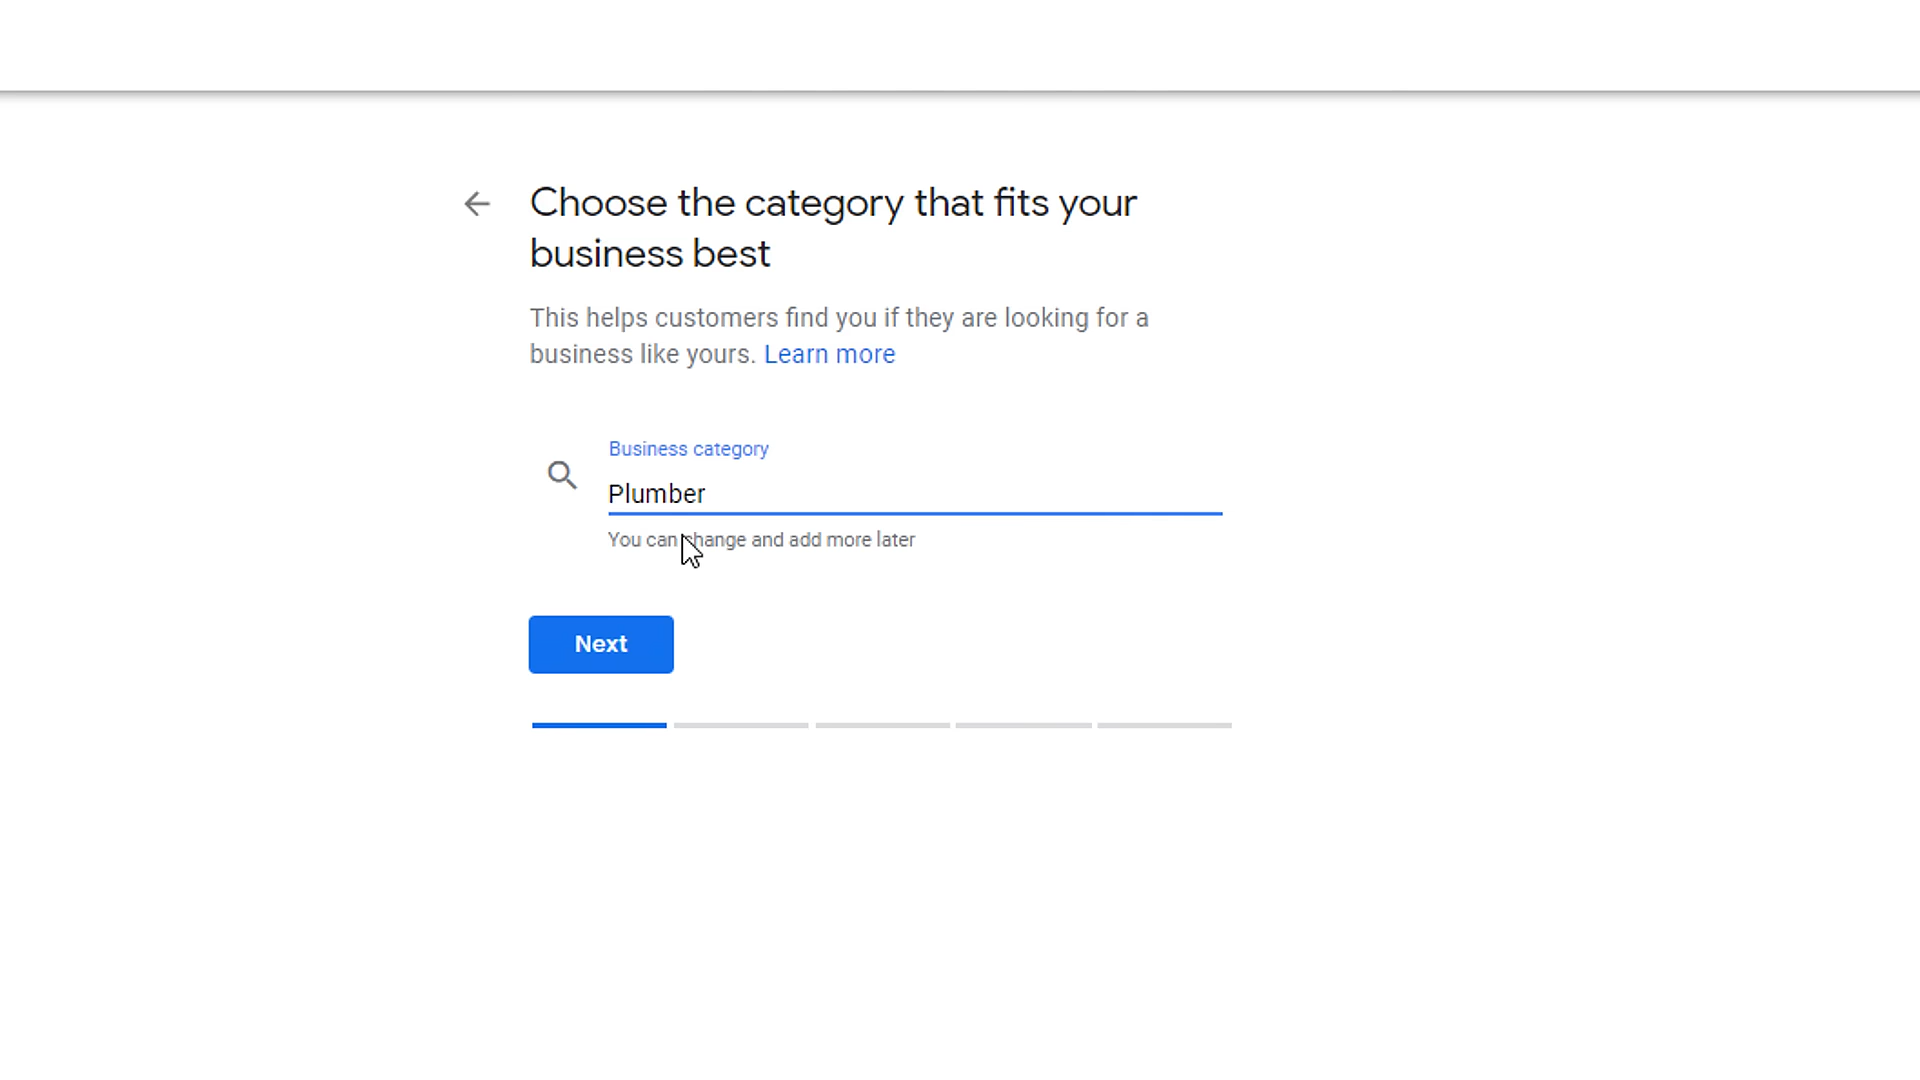 Choose the category that fits your
business best
This helps customers find you if they are looking for a
business like yours. Learn more
Business category
Plumber
You can change and add more later
Next